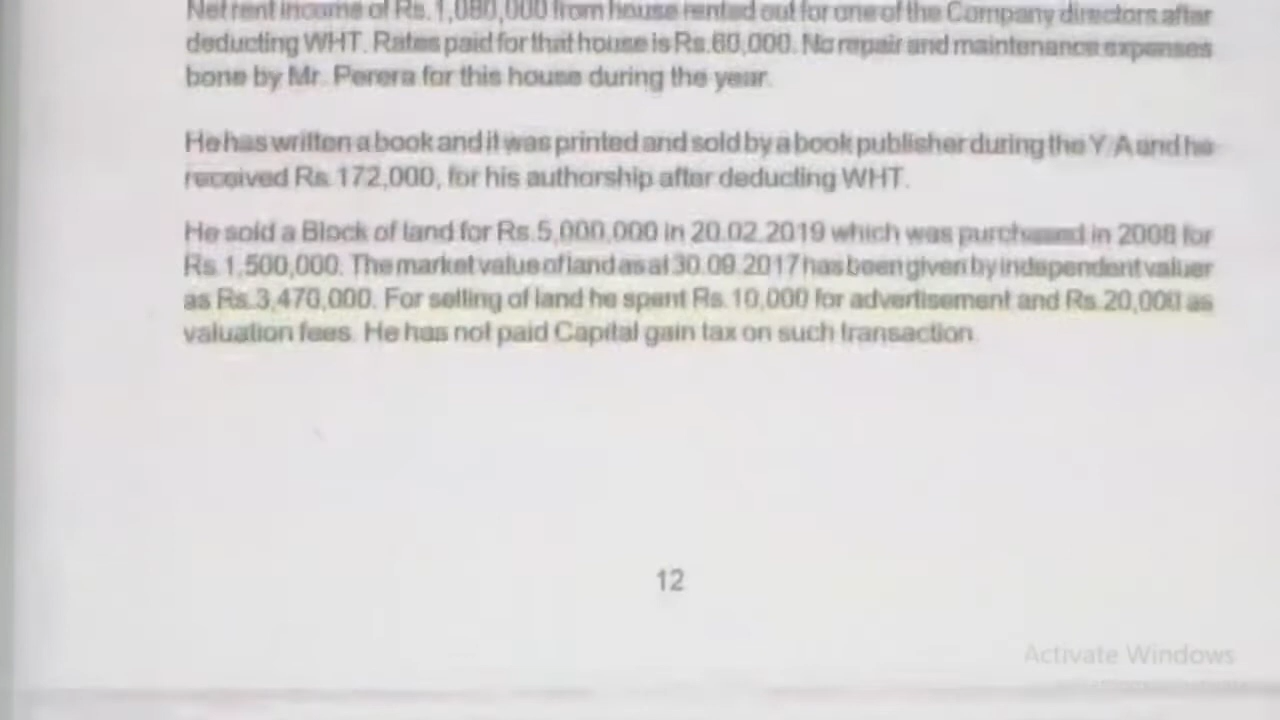 Net rent income of Rs. 1,080,000 from house rented out for one of the Company directors after
deducting WHT. Rates paid for that house is Rs.60,000. No repair and maintenance expenses
bone by Mr. Perera for this house during the year.
He has written a book and it was printed and sold by a book publisher during the Y/A and he
received Rs. 172,000, for his authorship after deducting WHT.
He sold a Block of land for Rs.5,000,000 in 20.02.2019 which was purchased in 2008 for
Rs.1,500,000. The market value of land as at 30.09.2017 has been given by independent valuer
as Rs.3,470,000. For selling of land he spent Rs.10,000 for advertisement and Rs.20,000 as
valuation fees. He has not paid Capital gain tax on such transaction.
12
Activate Windows